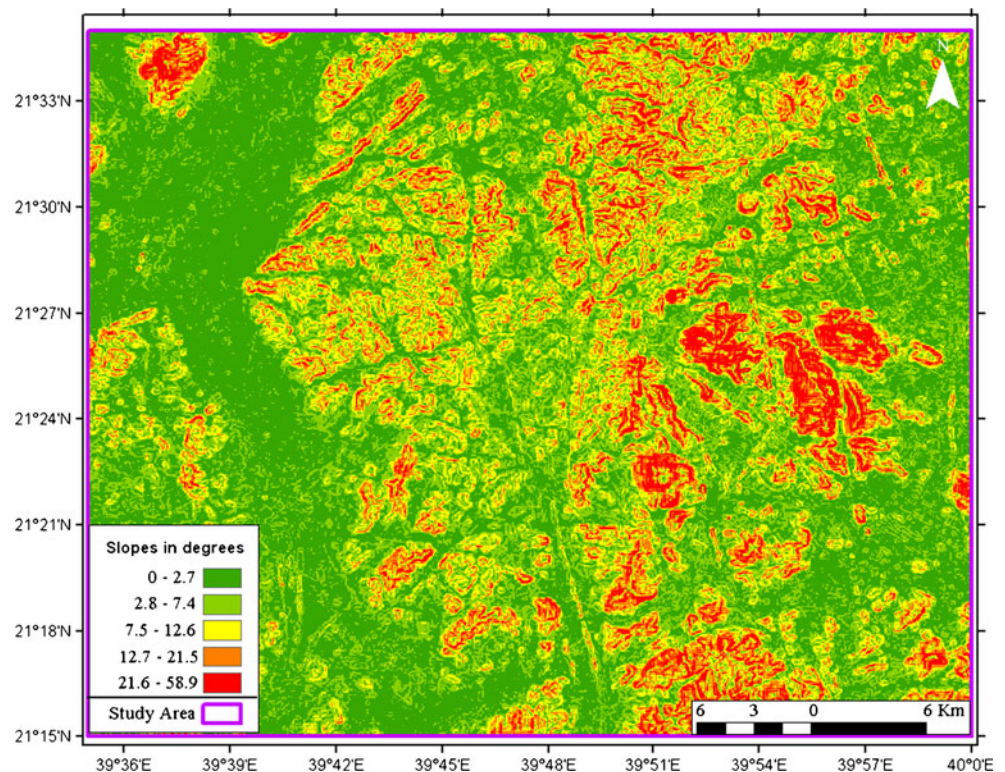 N
21°33'N
21°30'N
21°27'N
21°24'N
21°21'N
21°18'N
21°15'N
Slopes in degrees
0 - 2.7
2.8 - 7.4
7.5 - 12.6
12.7 - 21.5
21.6 - 58.9
Study Area
6 3 0 6 Km
39°36'E 39°39'E 39°42'E 39°45'E 39°48'E 39°51'E 39°54'E 39°57'E 40°0'E